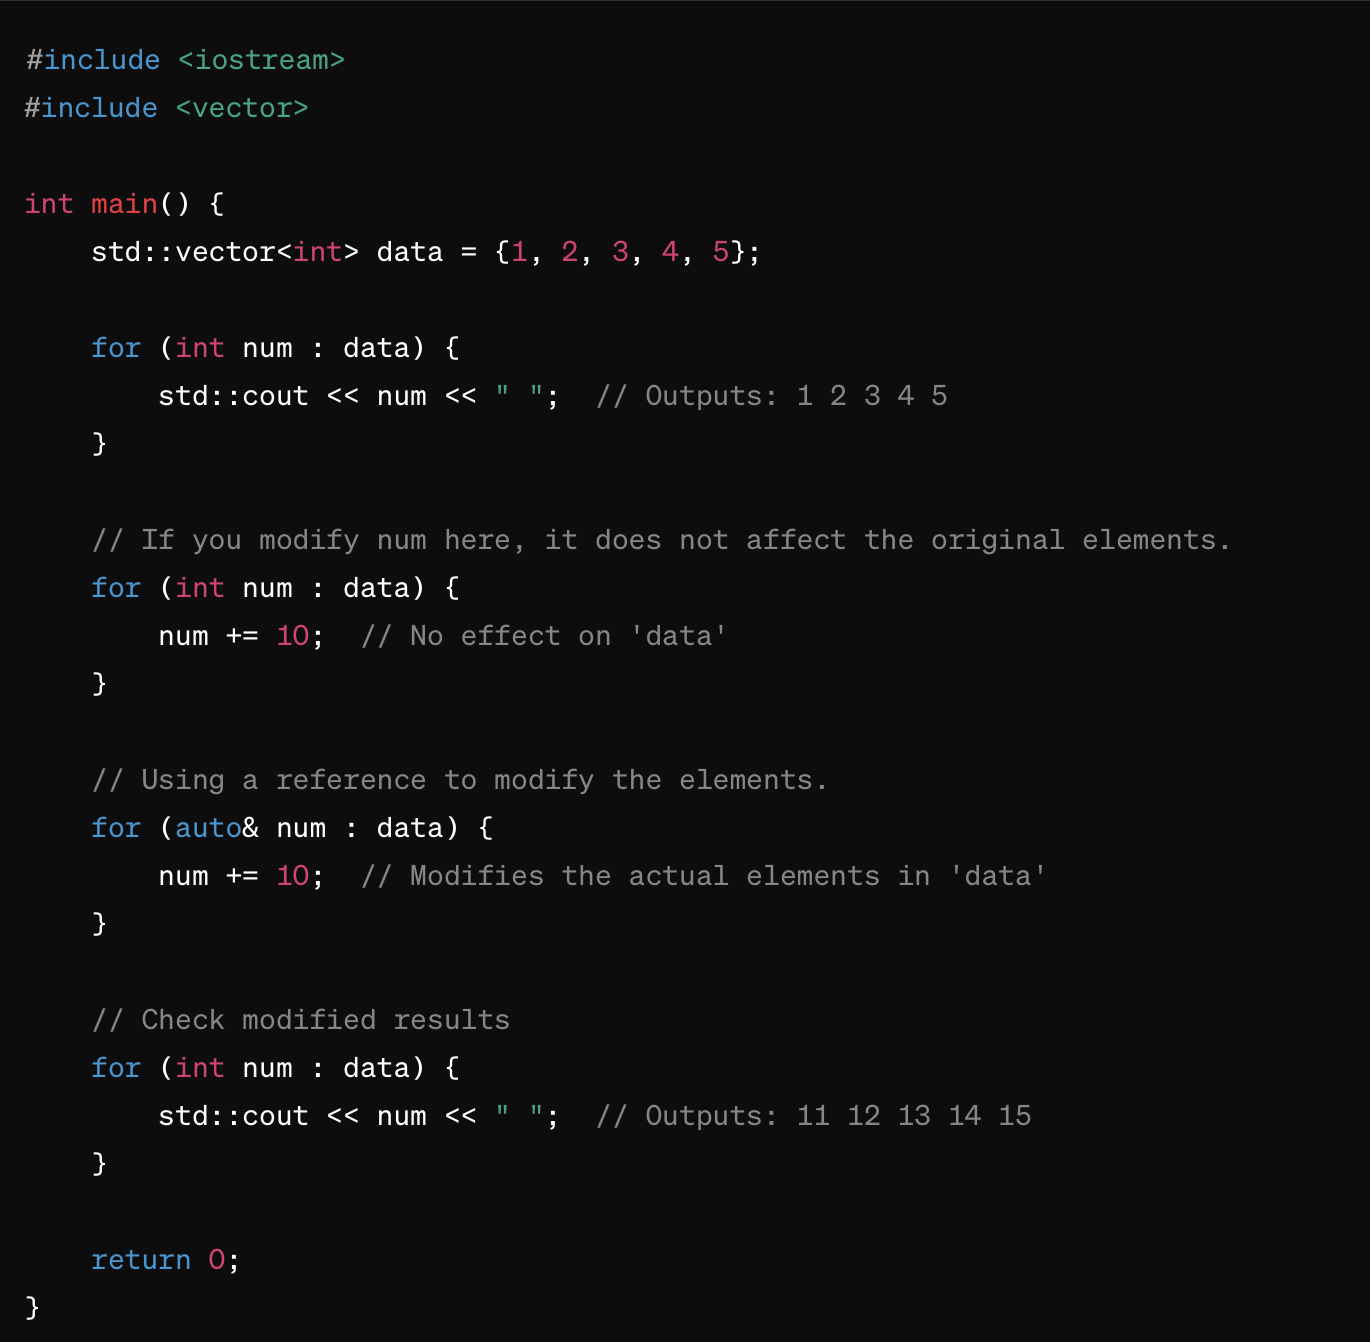 #include <iostream>
#include <vector>

int main() {
    std::vector<int> data = {1, 2, 3, 4, 5};

    for (int num : data) {
        std::cout << num << " ";  // Outputs: 1 2 3 4 5
    }

    // If you modify num here, it does not affect the original elements.
    for (int num : data) {
        num += 10;  // No effect on 'data'
    }

    // Using a reference to modify the elements.
    for (auto& num : data) {
        num += 10;  // Modifies the actual elements in 'data'
    }

    // Check modified results
    for (int num : data) {
        std::cout << num << " ";  // Outputs: 11 12 13 14 15
    }

    return 0;
}